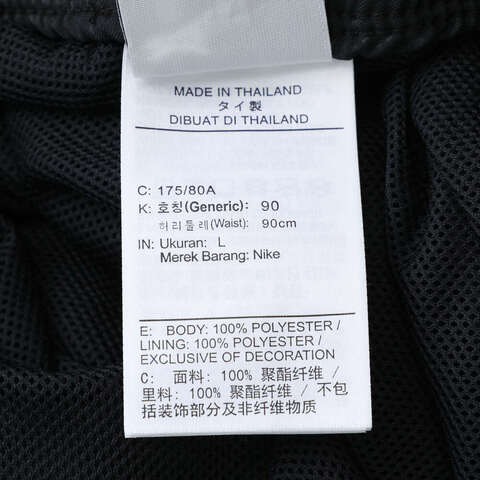 MADE IN THAILAND
タイ製
DIBUAT DI THAILAND
C: 175/80A
K: 호칭(Generic): 90
허리둘레(Waist): 90cm
IN: Ukuran: L
Merek Barang: Nike
E: BODY: 100% POLYESTER /
LINING: 100% POLYESTER /
EXCLUSIVE OF DECORATION
C: 面料: 100% 聚酯纤维 /
里料: 100% 聚酯纤维 / 不包
括装饰部分及非纤维物质